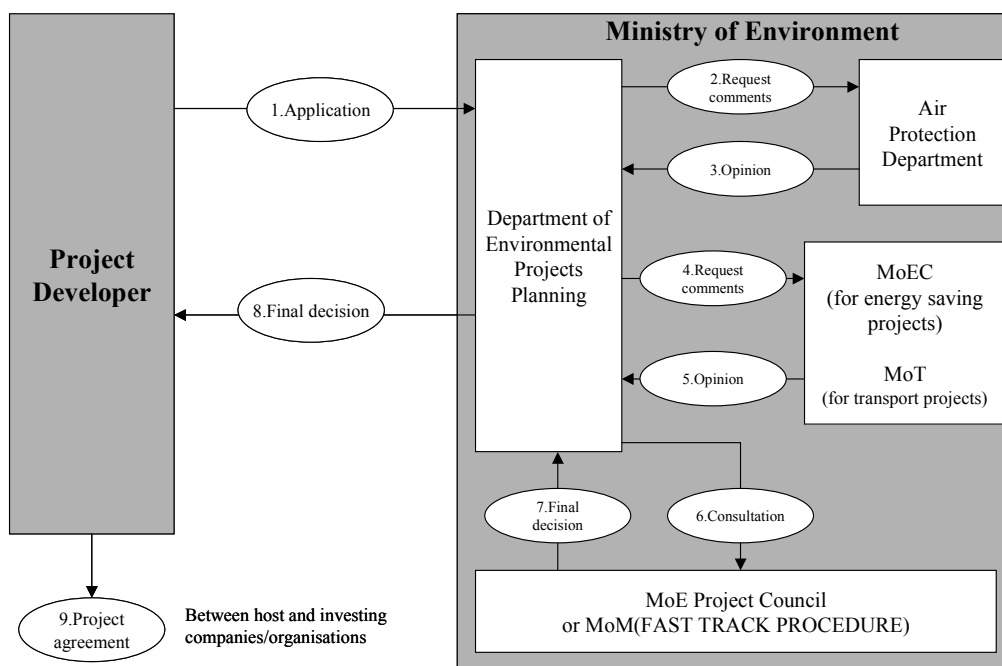 Ministry of Environment
Project
Developer
1.Application
8.Final decision
9.Project
agreement
Between host and investing
companies/organisations
Department of
Environmental
Projects
Planning
2.Request
comments
3.Opinion
Air
Protection
Department
4.Request
comments
5.Opinion
MoEC
(for energy saving
projects)
MoT
(for transport projects)
7.Final
decision
6.Consultation
MoE Project Council
or MoM(FAST TRACK PROCEDURE)